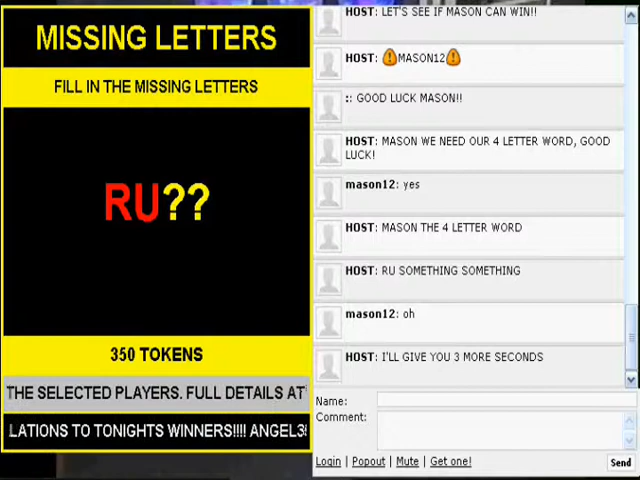 MISSING LETTERS
FILL IN THE MISSING LETTERS
RU??
350 TOKENS
THE SELECTED PLAYERS. FULL DETAILS AT
LATIONS TO TONIGHTS WINNERS!!!! ANGEL3
HOST: LET'S SEE IF MASON CAN WIN!!
HOST: MASON12
:: GOOD LUCK MASON!!
HOST: MASON WE NEED OUR 4 LETTER WORD, GOOD
LUCK!
mason12: yes
HOST: MASON THE 4 LETTER WORD
HOST: RU SOMETHING SOMETHING
mason12: oh
HOST: I'LL GIVE YOU 3 MORE SECONDS
Name:
Comment:
Login | Popout | Mute | Get one!
Send